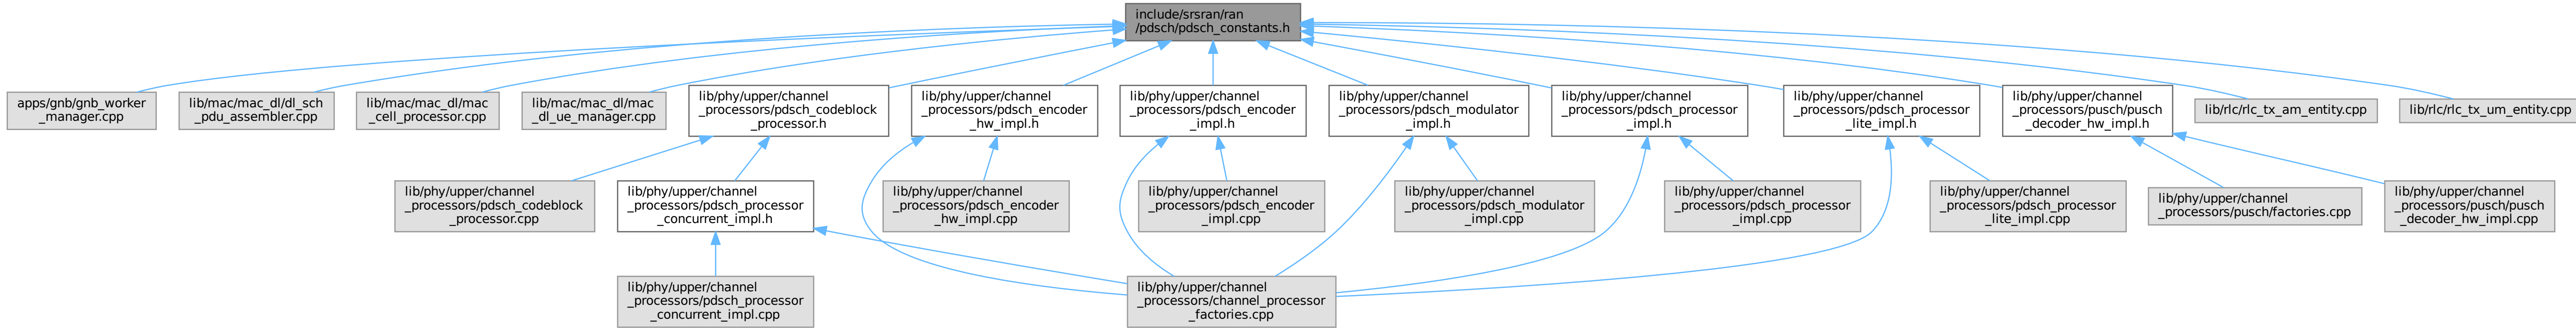 include/srsran/ran
/pdsch/pdsch_constants.h
apps/gnb/gnb_worker
_manager.cpp
lib/mac/mac_dl/dl_sch
_pdu_assembler.cpp
lib/mac/mac_dl/mac
_cell_processor.cpp
lib/mac/mac_dl/mac
_dl_ue_manager.cpp
lib/phy/upper/channel
_processors/pdsch_codeblock
_processor.h
lib/phy/upper/channel
_processors/pdsch_encoder
_hw_impl.h
lib/phy/upper/channel
_processors/pdsch_encoder
_impl.h
lib/phy/upper/channel
_processors/pdsch_modulator
_impl.h
lib/phy/upper/channel
_processors/pdsch_processor
_impl.h
lib/phy/upper/channel
_processors/pdsch_processor
_lite_impl.h
lib/phy/upper/channel
_processors/pusch/pusch
_decoder_hw_impl.h
lib/rlc/rlc_tx_am_entity.cpp
lib/rlc/rlc_tx_um_entity.cpp
lib/phy/upper/channel
_processors/pdsch_codeblock
_processor.cpp
lib/phy/upper/channel
_processors/pdsch_processor
_concurrent_impl.h
lib/phy/upper/channel
_processors/pdsch_encoder
_hw_impl.cpp
lib/phy/upper/channel
_processors/pdsch_encoder
_impl.cpp
lib/phy/upper/channel
_processors/pdsch_modulator
_impl.cpp
lib/phy/upper/channel
_processors/pdsch_processor
_impl.cpp
lib/phy/upper/channel
_processors/pdsch_processor
_lite_impl.cpp
lib/phy/upper/channel
_processors/pusch/factories.cpp
lib/phy/upper/channel
_processors/pusch/pusch
_decoder_hw_impl.cpp
lib/phy/upper/channel
_processors/pdsch_processor
_concurrent_impl.cpp
lib/phy/upper/channel
_processors/channel_processor
_factories.cpp